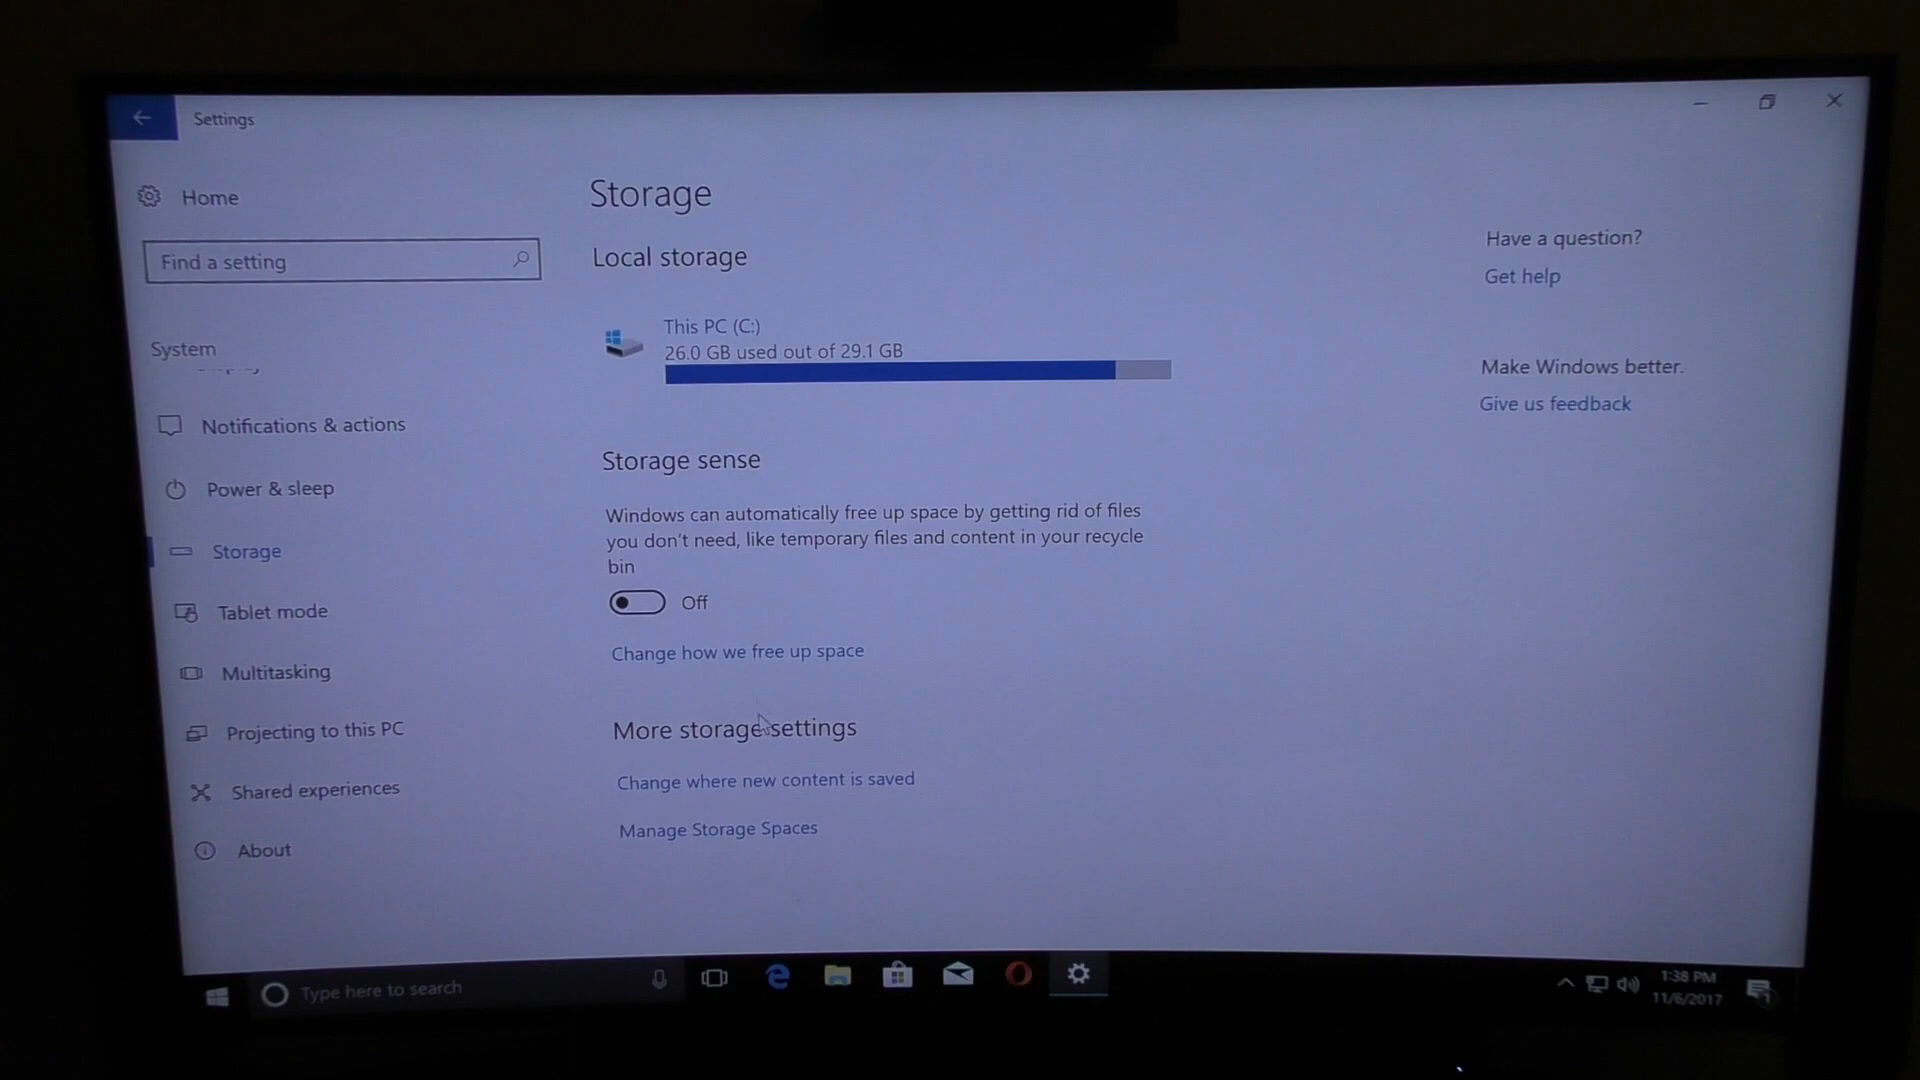 Settings
Home
Find a setting
System
Notifications & actions
Power & sleep
Storage
Tablet mode
Multitasking
Projecting to this PC
Shared experiences
About
Storage
Local storage
This PC (C:)
26.0 GB used out of 29.1 GB
Storage sense
Windows can automatically free up space by getting rid of files
you don't need, like temporary files and content in your recycle
bin
Off
Change how we free up space
More storage settings
Change where new content is saved
Manage Storage Spaces
Have a question?
Get help
Make Windows better.
Give us feedback
Type here to search
1:38 PM
11/6/2017
1